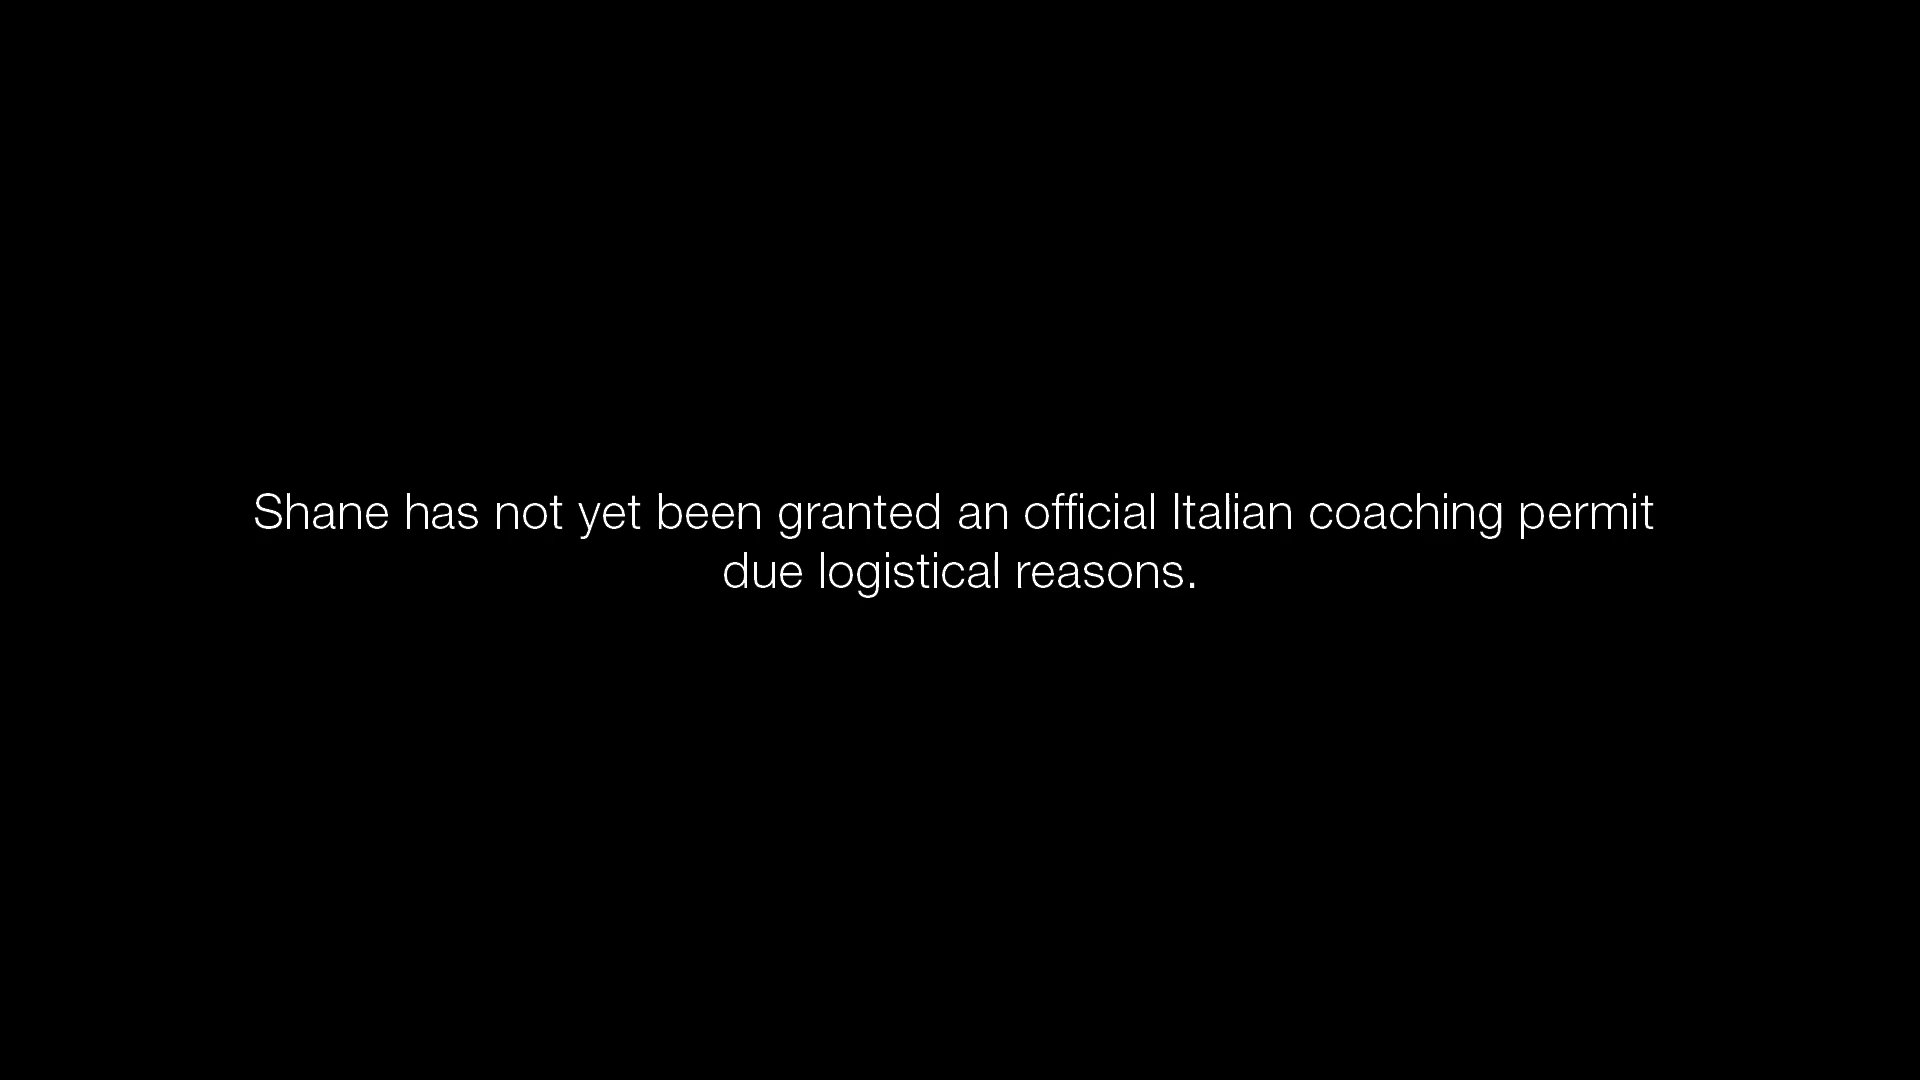 Shane has not yet been granted an official Italian coaching permit
due logistical reasons.